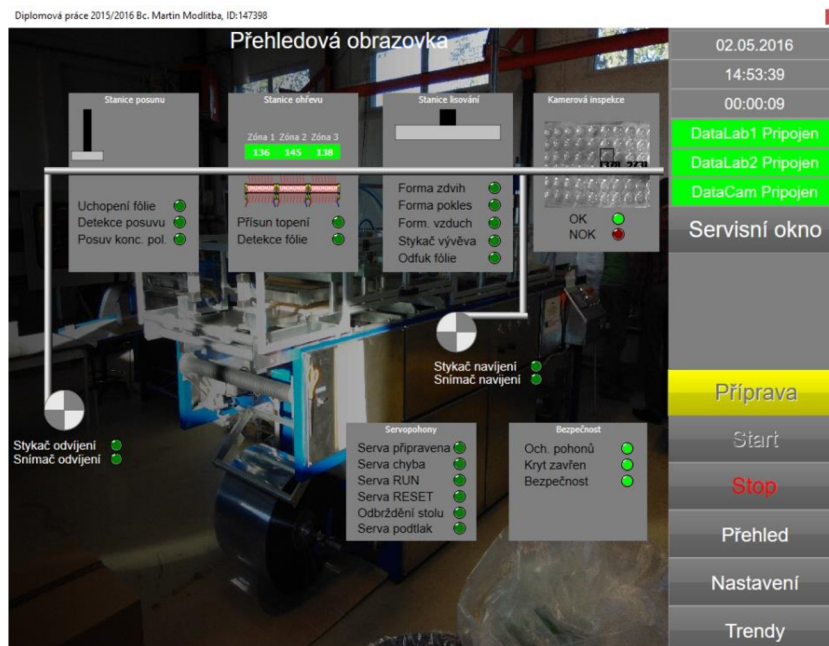 Diplomová práce 2015/2016 Bc. Martin Modlitba, ID:147398
Přehledová obrazovka
Stanice posunu
Uchopení fólie
Detekce posuvu
Posuv konc. pol.
Stanice ohřevu
Zóna 1 Zóna 2 Zóna 3
136 145 138
Přísun topení
Detekce fólie
Stanice lisování
Forma zdvih
Forma pokles
Form. vzduch
Stykač vývěva
Odfuk fólie
Kamerová inspekce
OK
NOK
Stykač navíjení
Snímač navíjení
Stykač odvíjení
Snímač odvíjení
Servopohony
Serva připravena
Serva chyba
Serva RUN
Serva RESET
Odbrždění stolu
Serva podtlak
Bezpečnost
Och. pohonů
Kryt zavřen
Bezpečnost
02.05.2016
14:53:39
00:00:09
DataLab1 Pripojen
DataLab2 Pripojen
DataCam Pripojen
Servisní okno
Příprava
Start
Stop
Přehled
Nastavení
Trendy